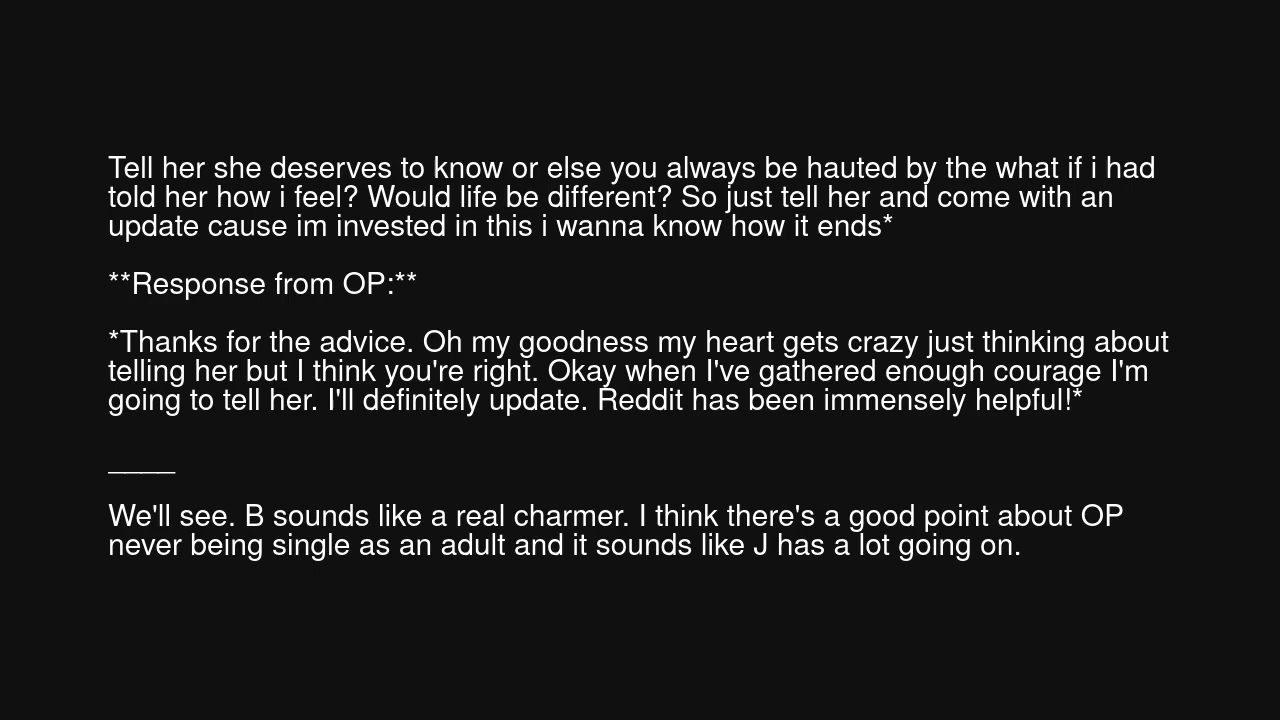 Tell her she deserves to know or else you always be hauted by the what if i had
told her how i feel? Would life be different? So just tell her and come with an
update cause im invested in this i wanna know how it ends*
**Response from OP:**
*Thanks for the advice. Oh my goodness my heart gets crazy just thinking about
telling her but I think you're right. Okay when I've gathered enough courage I'm
going to tell her. I'll definitely update. Reddit has been immensely helpful!*
____
We'll see. B sounds like a real charmer. I think there's a good point about OP
never being single as an adult and it sounds like J has a lot going on.